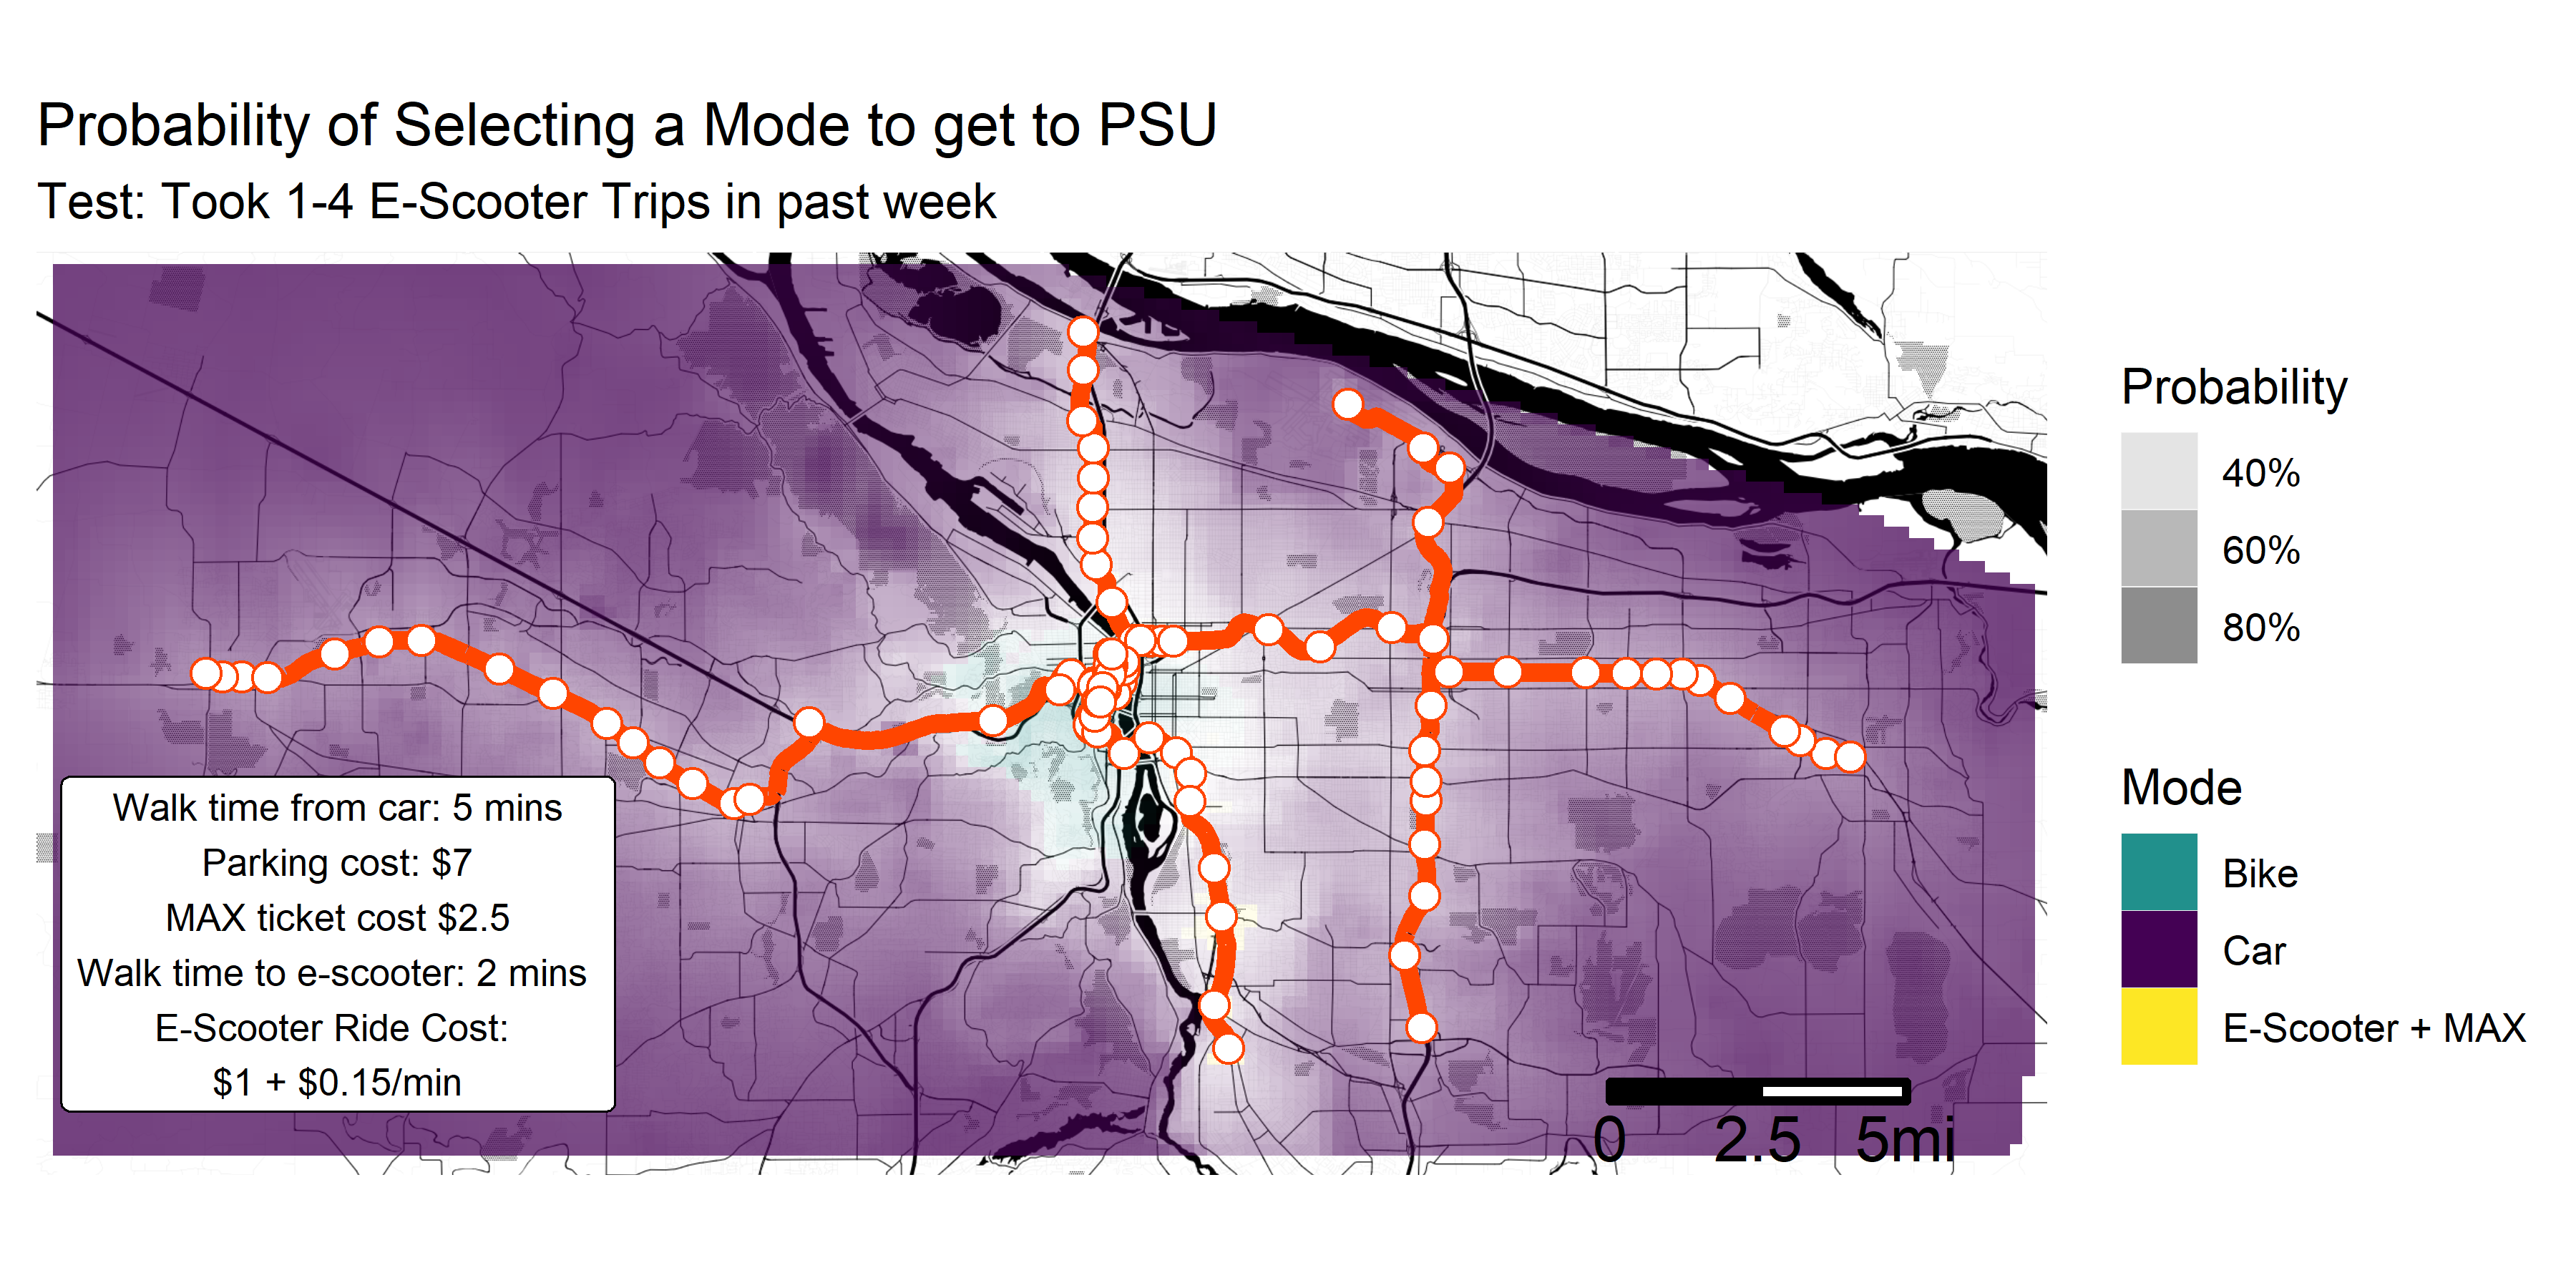 Probability of Selecting a Mode to get to PSU
Test: Took 1-4 E-Scooter Trips in past week
Walk time from car: 5 mins
Parking cost: $7
MAX ticket cost $2.5
Walk time to e-scooter: 2 mins
E-Scooter Ride Cost:
$1 + $0.15/min
0 2.5 5mi
Probability
40%
60%
80%
Mode
Bike
Car
E-Scooter + MAX